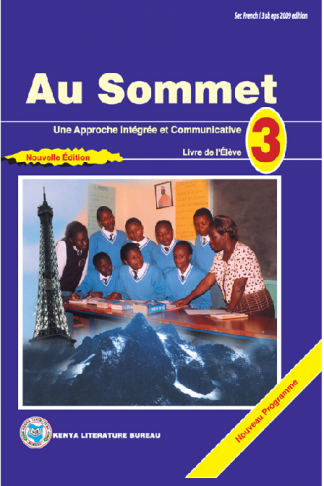 Sec French f.3 sb eps 2009 edition
Au Sommet
Une Approche Intégrée et Communicative
3
Nouvelle Édition
Livre de l'Élève
Nouveau Programme
KENYA LITERATURE BUREAU